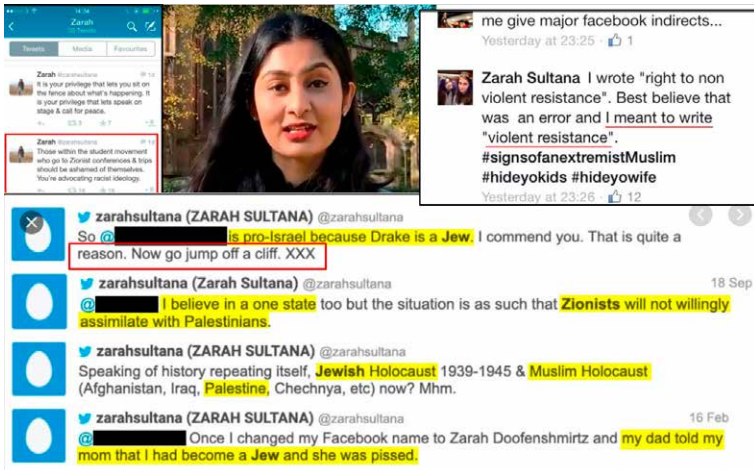 14:34
Zarah
Tweets
Media
Favourites
Zarah @zarahsultana
It is your privilege that lets you sit on
the fence about what's happening. It
is your privilege that lets speak on
stage & call for peace.
Zarah @zarahsultana
Those within the student movement
who go to Zionist conferences & trips
should be ashamed of themselves.
You're advocating racist ideology.
me give major facebook indirects...
Yesterday at 23:25 · 1
Zarah Sultana I wrote "right to non
violent resistance". Best believe that
was an error and I meant to write
"violent resistance".
#signsofanextremistMuslim
#hideyokids #hideyowife
Yesterday at 23:26 · 12
zarahsultana (ZARAH SULTANA) @zarahsultana
So @ is pro-Israel because Drake is a Jew. I commend you. That is quite a
reason. Now go jump off a cliff. XXX
zarahsultana (ZARAH SULTANA) @zarahsultana 18 Sep
@ I believe in a one state too but the situation is as such that Zionists will not willingly
assimilate with Palestinians.
zarahsultana (ZARAH SULTANA) @zarahsultana
Speaking of history repeating itself, Jewish Holocaust 1939-1945 & Muslim Holocaust
(Afghanistan, Iraq, Palestine, Chechnya, etc) now? Mhm.
zarahsultana (ZARAH SULTANA) @zarahsultana 16 Feb
@ Once I changed my Facebook name to Zarah Doofenshmirtz and my dad told my
mom that I had become a Jew and she was pissed.